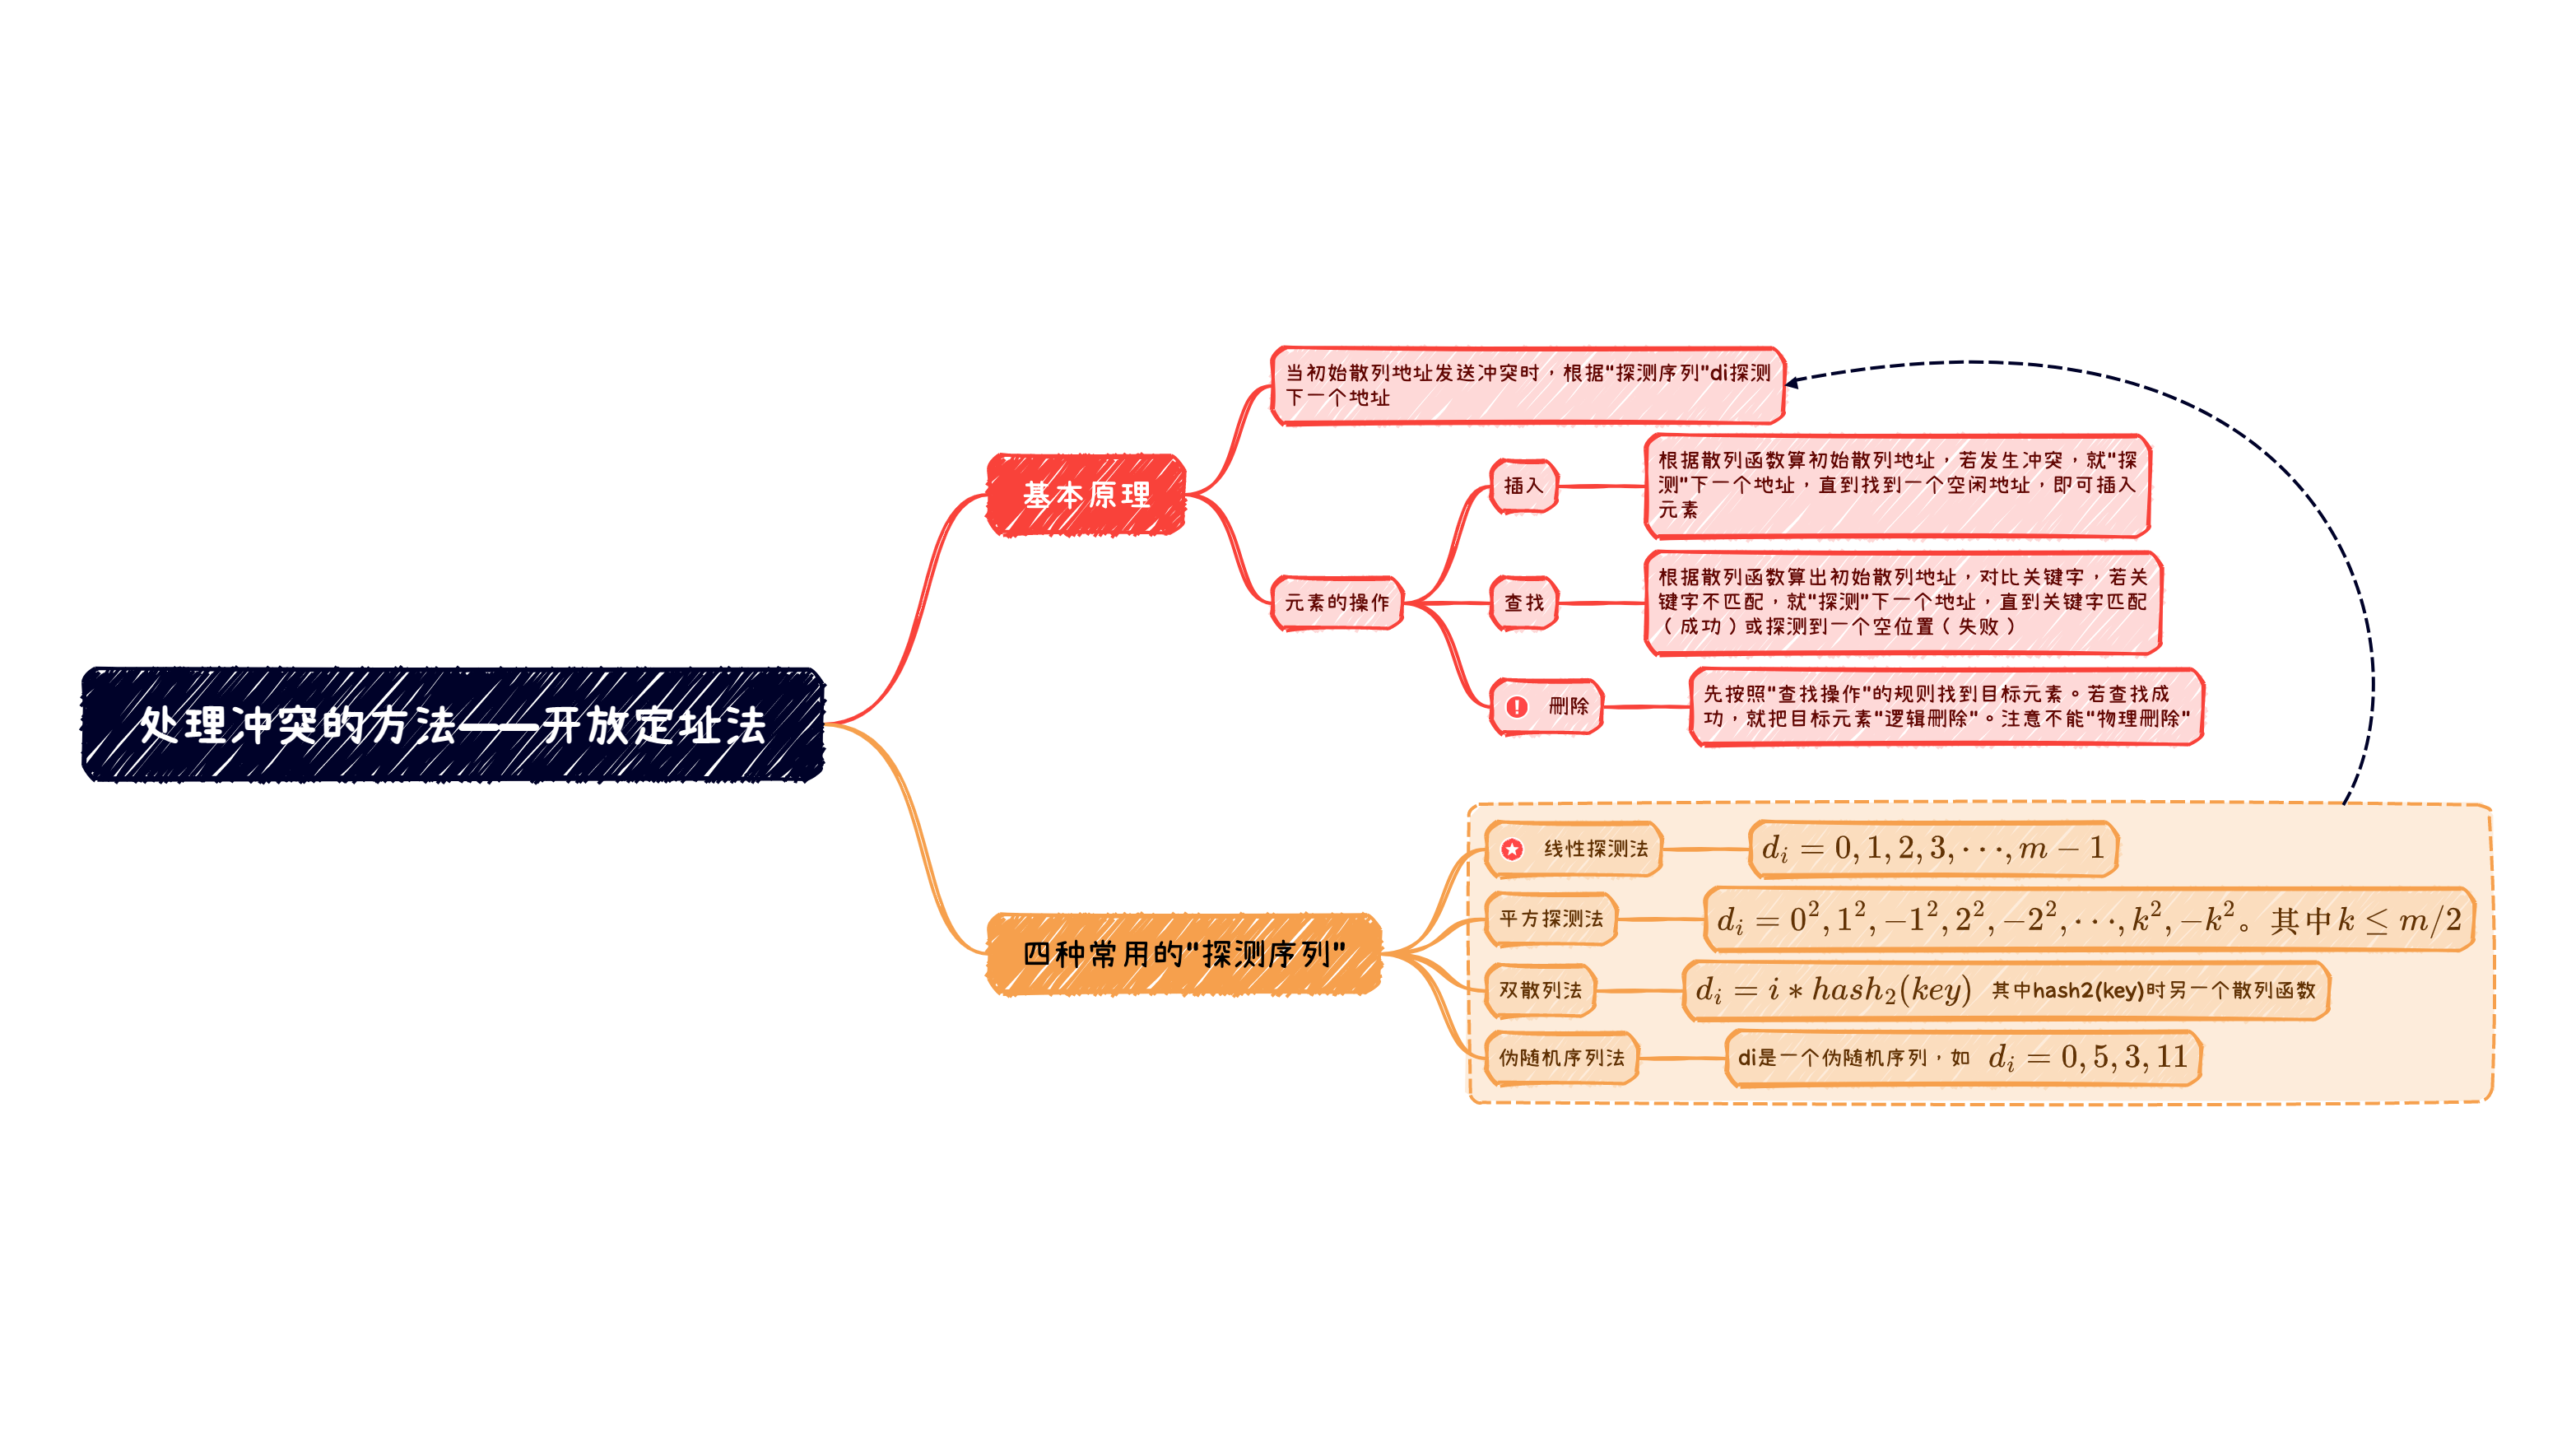 处理冲突的方法——开放定址法
基本原理
当初始散列地址发送冲突时，根据"探测序列"di探测
下一个地址
元素的操作
插入
根据散列函数算初始散列地址，若发生冲突，就"探
测"下一个地址，直到找到一个空闲地址，即可插入
元素
查找
根据散列函数算出初始散列地址，对比关键字，若关
键字不匹配，就"探测"下一个地址，直到关键字匹配
（成功）或探测到一个空位置（失败）
删除
先按照"查找操作"的规则找到目标元素。若查找成
功，就把目标元素"逻辑删除"。注意不能"物理删除"
四种常用的"探测序列"
线性探测法
$d_i = 0, 1, 2, 3, \cdots, m-1$
平方探测法
$d_i = 0^2, 1^2, -1^2, 2^2, -2^2, \cdots, k^2, -k^2$。其中$k \leq m/2$
双散列法
$d_i = i * hash_2(key)$ 其中hash2(key)时另一个散列函数
伪随机序列法
di是一个伪随机序列，如 $d_i = 0, 5, 3, 11$